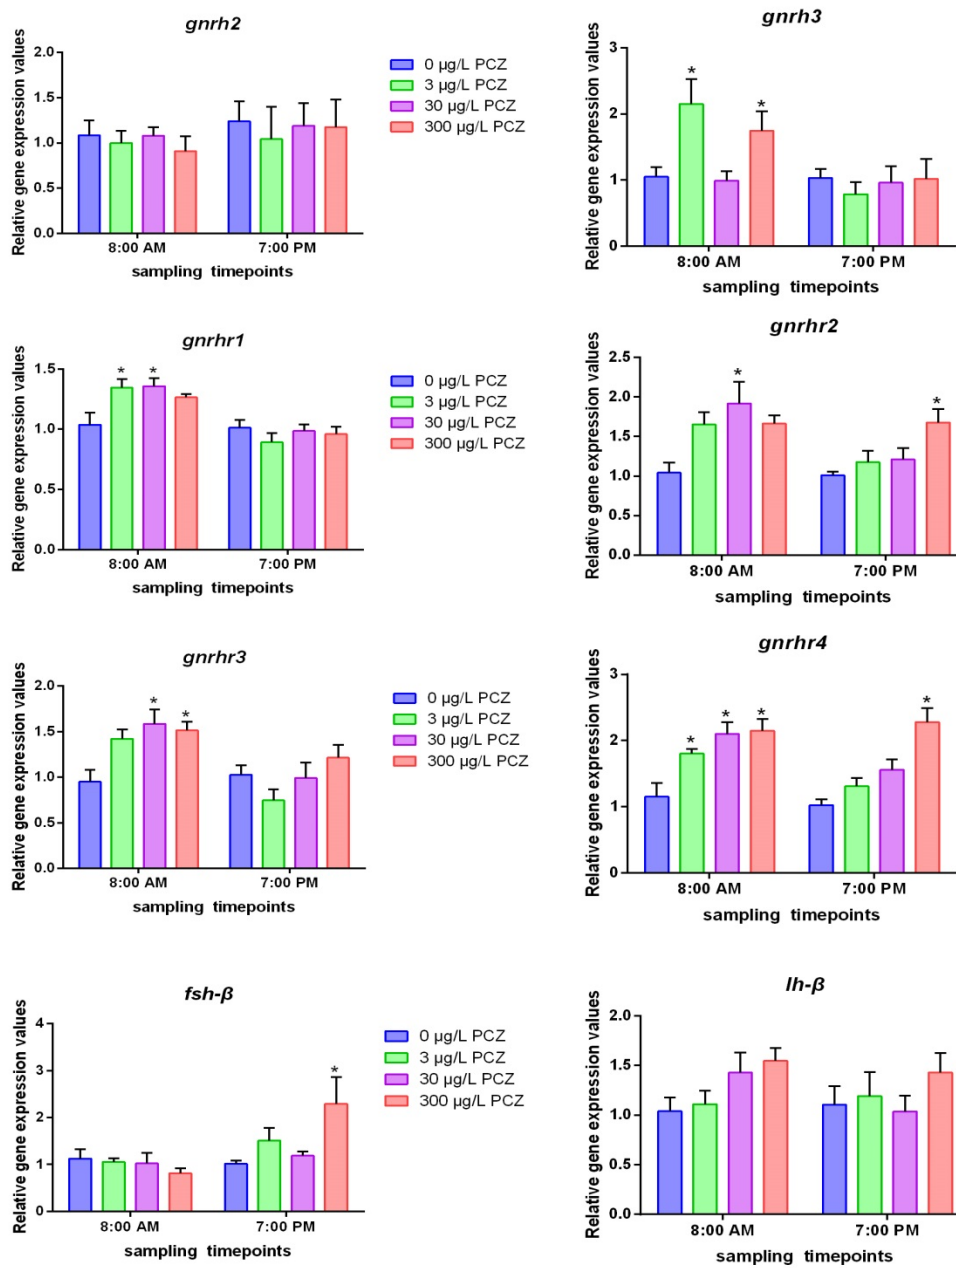 gnrh2
Relative gene expression values
2.0
1.5
1.0
0.5
0.0
8:00 AM 7:00 PM
sampling timepoints
0 µg/L PCZ
3 µg/L PCZ
30 µg/L PCZ
300 µg/L PCZ
gnrh3
Relative gene expression values
3
2
1
0
* *
8:00 AM 7:00 PM
sampling timepoints
gnrhr1
Relative gene expression values
1.5
1.0
0.5
0.0
* *
8:00 AM 7:00 PM
sampling timepoints
0 µg/L PCZ
3 µg/L PCZ
30 µg/L PCZ
300 µg/L PCZ
gnrhr2
Relative gene expression values
2.5
2.0
1.5
1.0
0.5
0.0
* *
8:00 AM 7:00 PM
sampling timepoints
gnrhr3
Relative gene expression values
2.0
1.5
1.0
0.5
0.0
* *
8:00 AM 7:00 PM
sampling timepoints
0 µg/L PCZ
3 µg/L PCZ
30 µg/L PCZ
300 µg/L PCZ
gnrhr4
Relative gene expression values
3
2
1
0
* * * *
8:00 AM 7:00 PM
sampling timepoints
fsh-β
Relative gene expression values
4
3
2
1
0
*
8:00 AM 7:00 PM
sampling timepoints
0 µg/L PCZ
3 µg/L PCZ
30 µg/L PCZ
300 µg/L PCZ
lh-β
Relative gene expression values
2.0
1.5
1.0
0.5
0.0
8:00 AM 7:00 PM
sampling timepoints